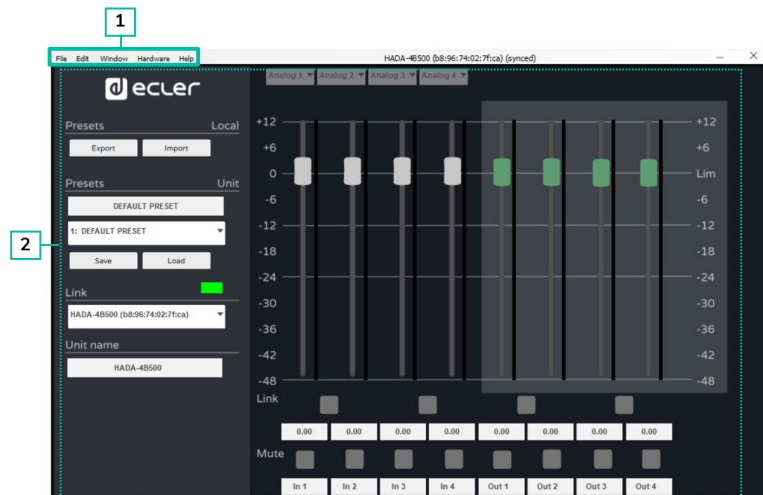 1
File Edit Window Hardware Help HADA-4B500 (b8:96:74:02:7f:ca) (synced)
ecler
Analog 1 Analog 2 Analog 3 Analog 4
Presets Local
Export Import
Presets Unit
DEFAULT PRESET
1: DEFAULT PRESET
Save Load
2
Link
HADA-4B500 (b8:96:74:02:7f:ca)
Unit name
HADA-4B500
+12 +12
+6 +6
0 Lim
-6 -6
-12 -12
-18 -18
-24 -24
-30 -30
-36 -36
-42 -42
-48 -48
Link
0.00 0.00 0.00 0.00 0.00 0.00 0.00 0.00
Mute
In 1 In 2 In 3 In 4 Out 1 Out 2 Out 3 Out 4